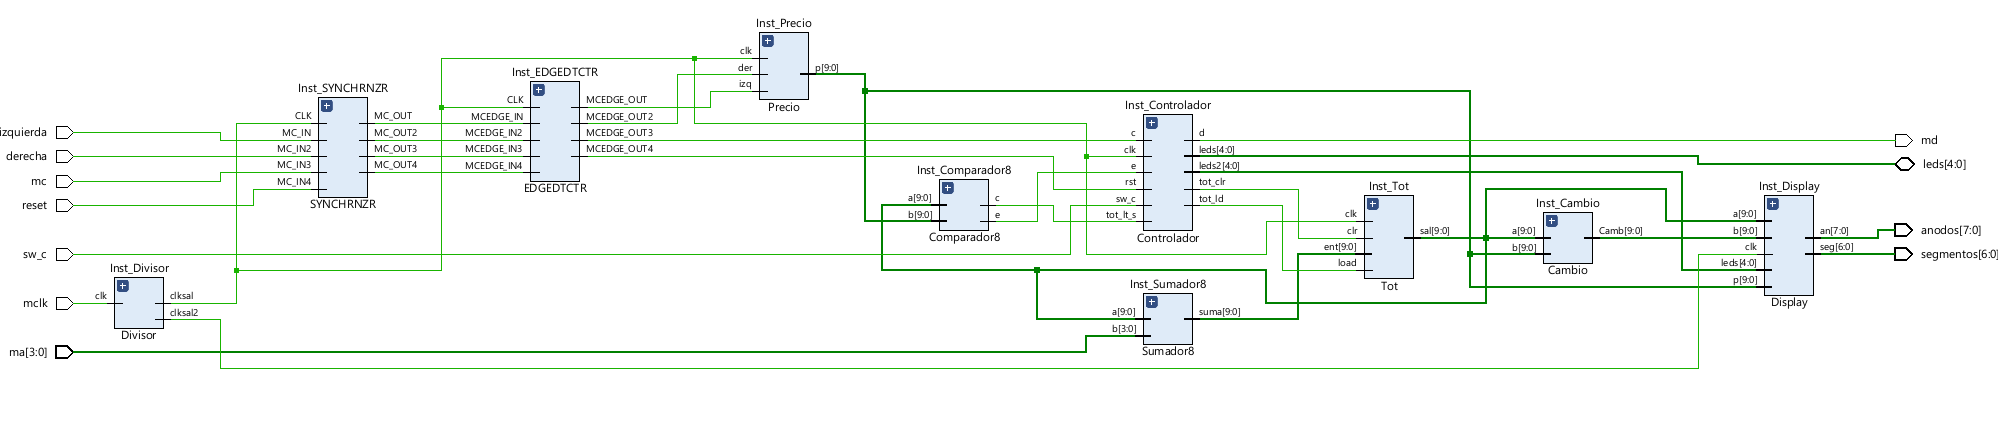 izquierda
derecha
mc
reset
sw_c
mclk
ma[3:0]
Inst_Divisor
clk
clksal
clksal2
Divisor
Inst_SYNCHRNZR
CLK
MC_IN
MC_IN2
MC_IN3
MC_IN4
MC_OUT
MC_OUT2
MC_OUT3
MC_OUT4
SYNCHRNZR
Inst_EDGEDTCTR
CLK
MCEDGE_IN
MCEDGE_IN2
MCEDGE_IN3
MCEDGE_IN4
MCEDGE_OUT
MCEDGE_OUT2
MCEDGE_OUT3
MCEDGE_OUT4
EDGEDTCTR
Inst_Precio
clk
der
izq
p[9:0]
Precio
Inst_Comparador8
a[9:0]
b[9:0]
c
e
Comparador8
Inst_Controlador
c
clk
e
rst
sw_c
tot_lt_s
d
leds[4:0]
leds2[4:0]
tot_clr
tot_ld
Controlador
Inst_Sumador8
a[9:0]
b[3:0]
suma[9:0]
Sumador8
Inst_Tot
clk
clr
ent[9:0]
load
sal[9:0]
Tot
Inst_Cambio
a[9:0]
b[9:0]
Camb[9:0]
Cambio
Inst_Display
a[9:0]
b[9:0]
clk
leds[4:0]
p[9:0]
an[7:0]
seg[6:0]
Display
md
leds[4:0]
anodos[7:0]
segmentos[6:0]